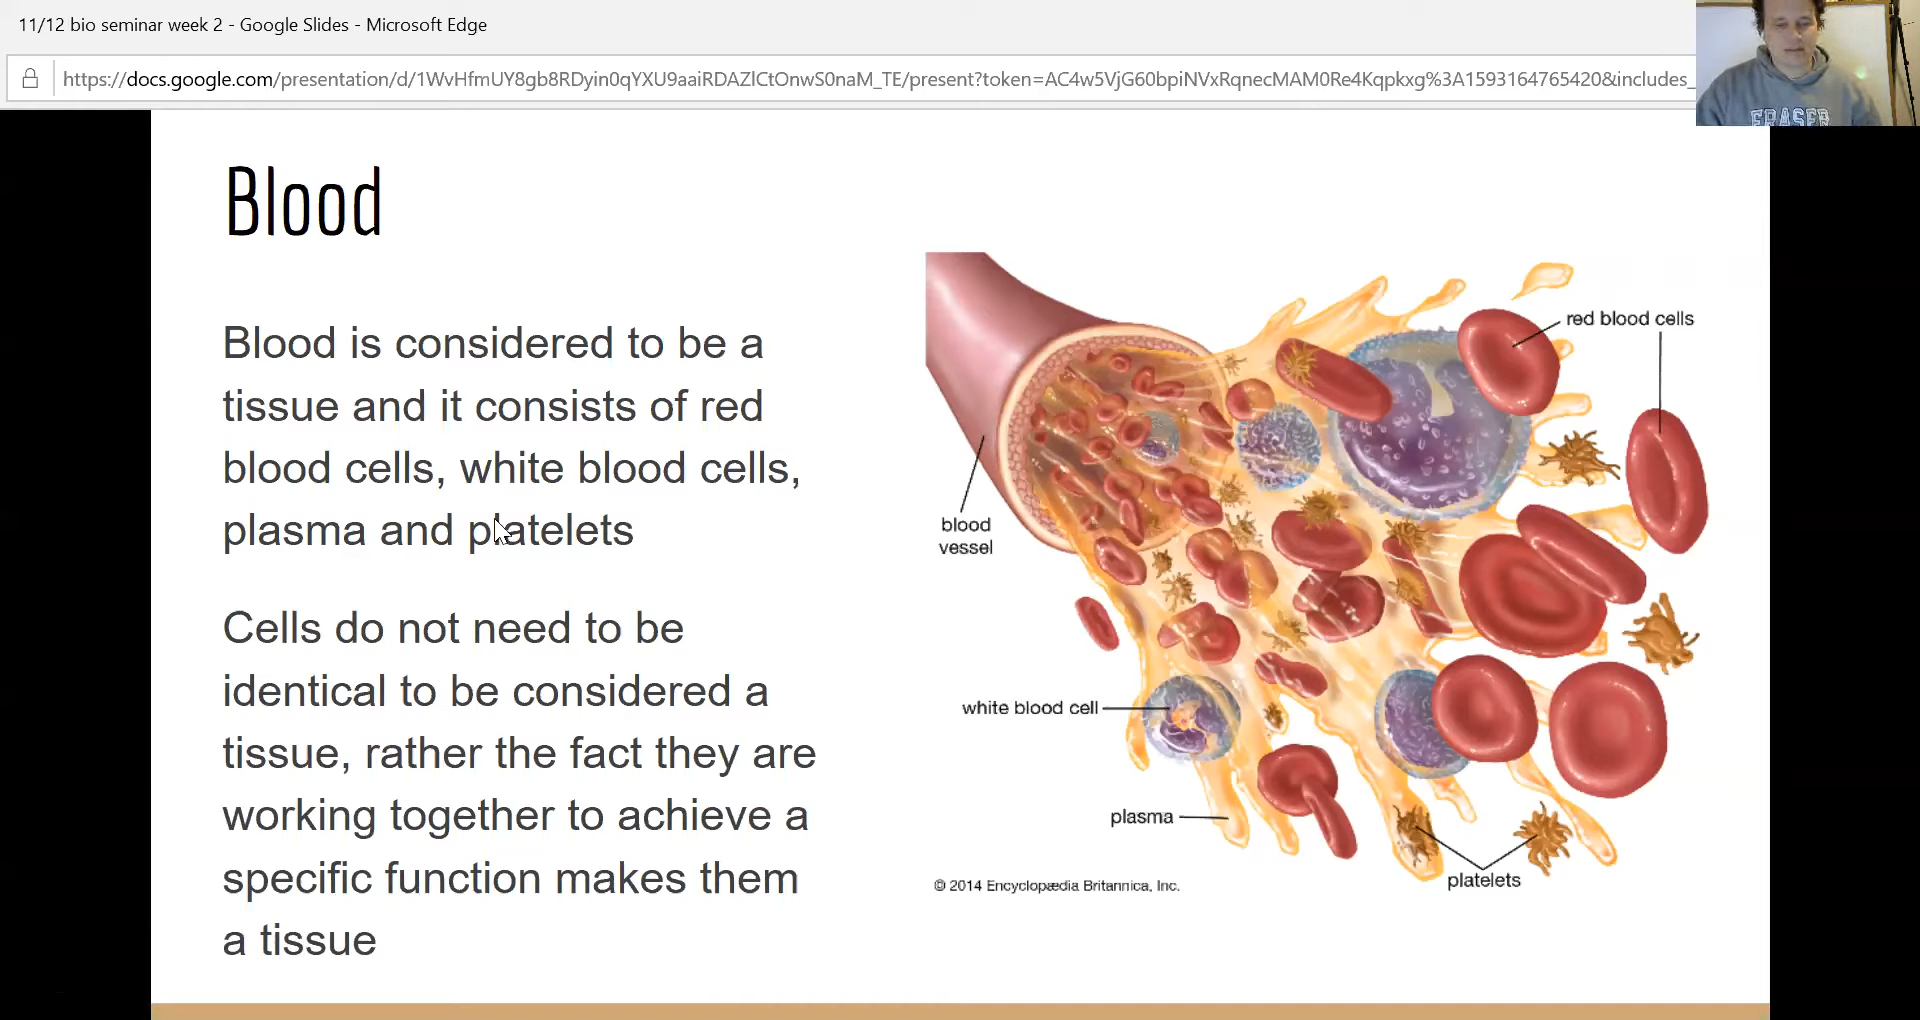 11/12 bio seminar week 2 - Google Slides - Microsoft Edge
https://docs.google.com/presentation/d/1WvHfmUY8gb8RDyin0qYXU9aaiRDAZlCtOnwS0naM_TE/present?token=AC4w5VjG60bpiNVxRqnecMAM0Re4Kqpkxg%3A1593164765420&includes_
FRASER
Blood
Blood is considered to be a
tissue and it consists of red
blood cells, white blood cells,
plasma and platelets
Cells do not need to be
identical to be considered a
tissue, rather the fact they are
working together to achieve a
specific function makes them
a tissue
red blood cells
blood
vessel
white blood cell
plasma
platelets
© 2014 Encyclopædia Britannica, Inc.